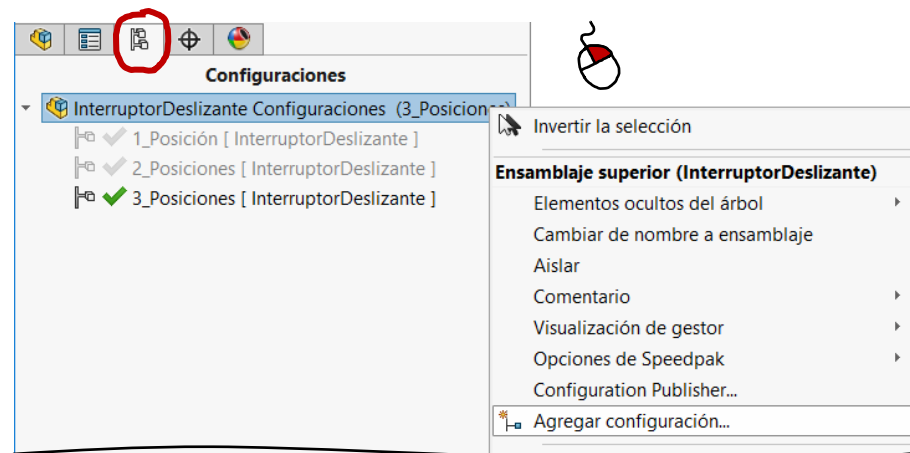 Configuraciones
InterruptorDeslizante Configuraciones (3_Posiciones)
1_Posición [ InterruptorDeslizante ]
2_Posiciones [ InterruptorDeslizante ]
3_Posiciones [ InterruptorDeslizante ]
Invertir la selección
Ensamblaje superior (InterruptorDeslizante)
Elementos ocultos del árbol
Cambiar de nombre a ensamblaje
Aislar
Comentario
Visualización de gestor
Opciones de Speedpak
Configuration Publisher...
Agregar configuración...